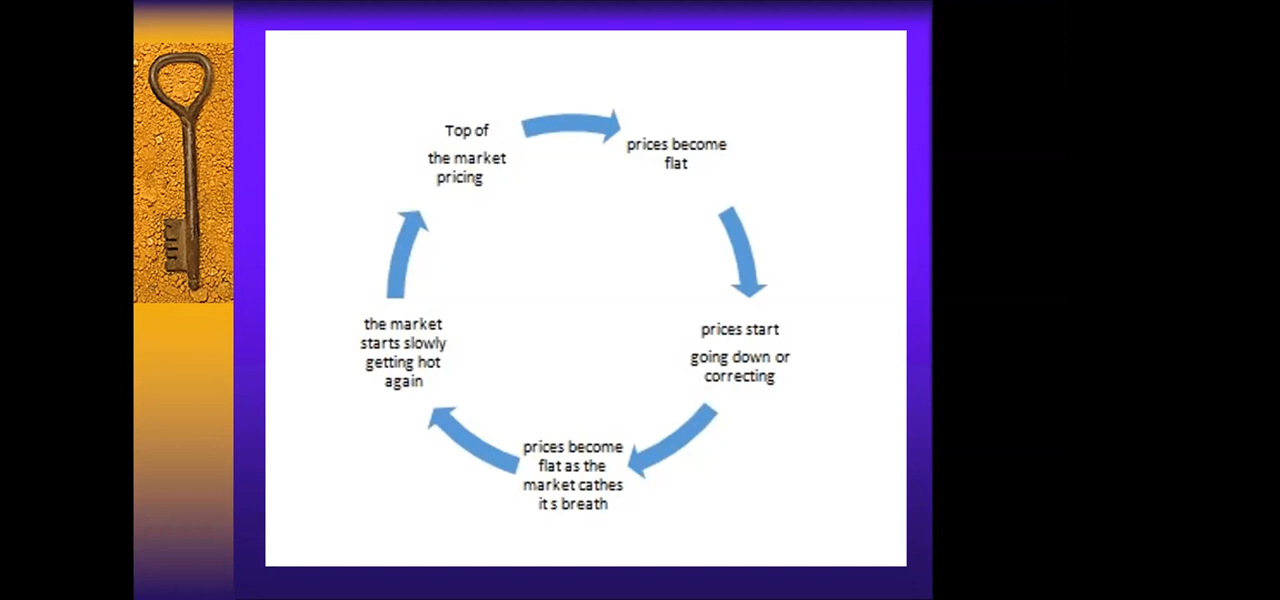 Top of
the market
pricing
prices become
flat
prices start
going down or
correcting
prices become
flat as the
market cathes
it s breath
the market
starts slowly
getting hot
again